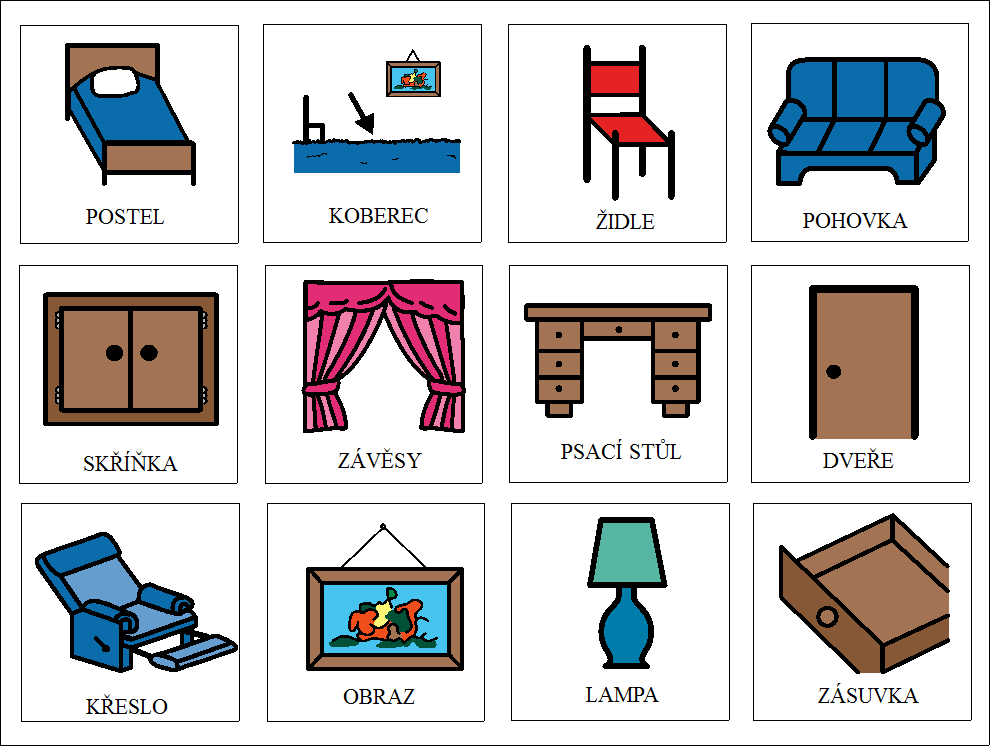 POSTEL
KOBEREC
ŽIDLE
POHOVKA
SKŘÍŇKA
ZÁVĚSY
PSACÍ STŮL
DVEŘE
KŘESLO
OBRAZ
LAMPA
ZÁSUVKA